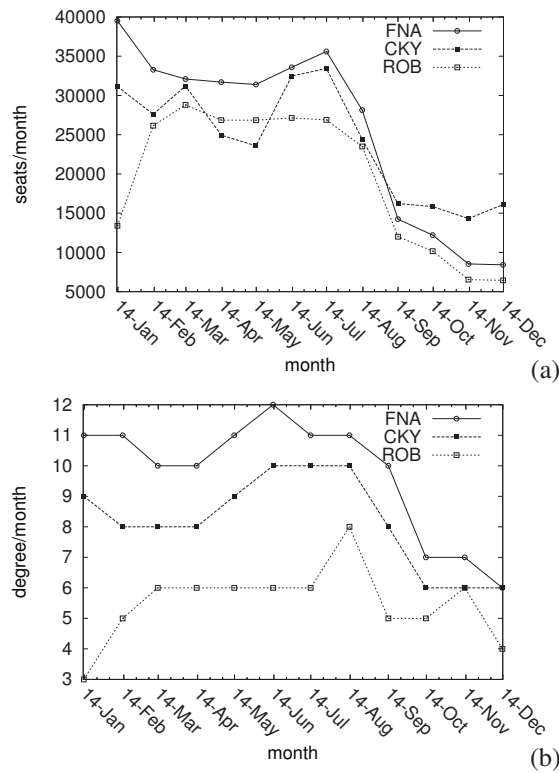 40000
35000
30000
25000
20000
15000
10000
5000
seats/month
FNA
CKY
ROB
14-Jan
14-Feb
14-Mar
14-Apr
14-May
14-Jun
14-Jul
14-Aug
14-Sep
14-Oct
14-Nov
14-Dec
month
(a)
12
11
10
9
8
7
6
5
4
3
degree/month
FNA
CKY
ROB
14-Jan
14-Feb
14-Mar
14-Apr
14-May
14-Jun
14-Jul
14-Aug
14-Sep
14-Oct
14-Nov
14-Dec
month
(b)